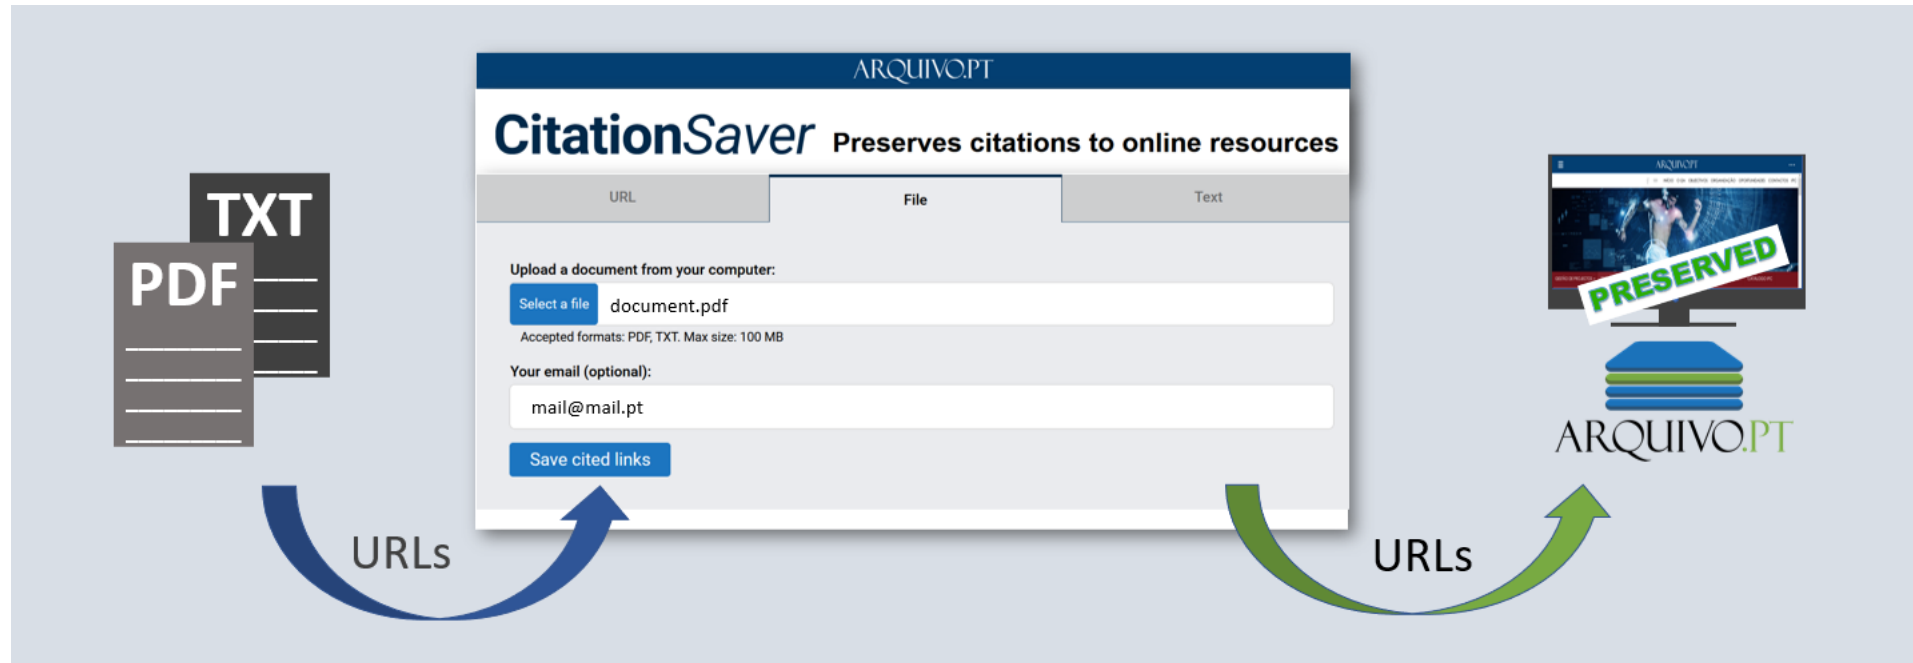 ARQUIVO.PT
CitationSaver Preserves citations to online resources
URL File Text
TXT
PDF
Upload a document from your computer:
Select a file document.pdf
Accepted formats: PDF, TXT. Max size: 100 MB
Your email (optional):
mail@mail.pt
Save cited links
URLs
ARQUIVO.PT
PRESERVED
ARQUIVO.PT
URLs